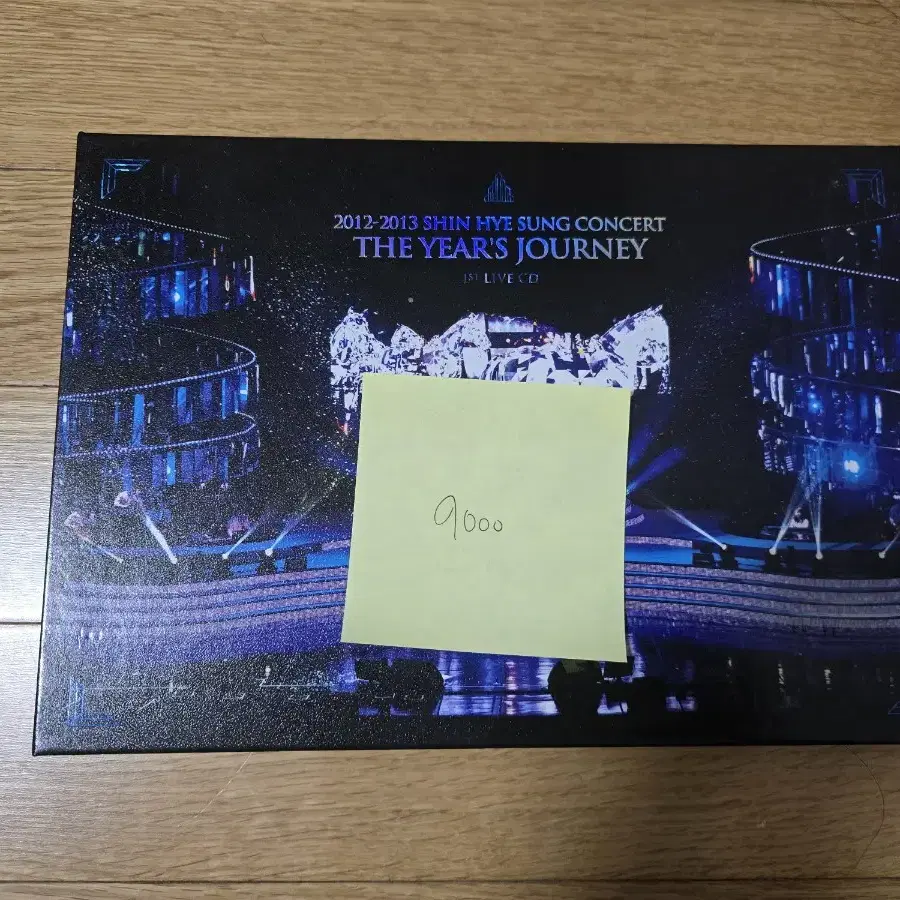 2012-2013 SHIN HYE SUNG CONCERT
THE YEAR'S JOURNEY
1ST LIVE CD
9000